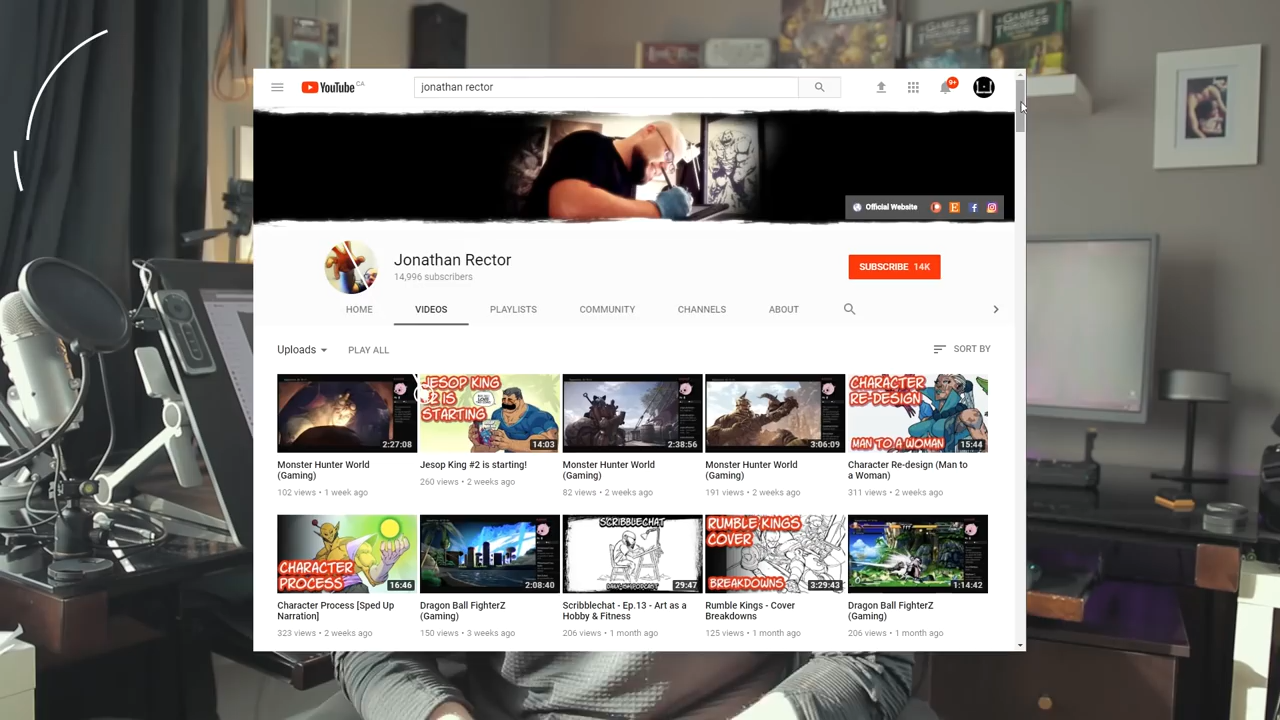 IMPERIAL
ASSAULT
GAME
THRONES
GAME
THRONES
YouTube CA
jonathan rector
9+
Official Website
Jonathan Rector
14,996 subscribers
SUBSCRIBE 14K
HOME VIDEOS PLAYLISTS COMMUNITY CHANNELS ABOUT
Uploads PLAY ALL SORT BY
2:27:08
JESOP KING
#2 IS
STARTING
14:03
2:38:56
3:06:09
CHARACTER
RE-DESIGN
MAN TO A WOMAN
15:44
Monster Hunter World
(Gaming)
102 views • 1 week ago
Jesop King #2 is starting!
260 views • 2 weeks ago
Monster Hunter World
(Gaming)
82 views • 2 weeks ago
Monster Hunter World
(Gaming)
191 views • 2 weeks ago
Character Re-design (Man to
a Woman)
311 views • 2 weeks ago
CHARACTER
PROCESS
16:46
2:08:40
SCRIBBLECHAT
29:47
RUMBLE KINGS
COVER
BREAKDOWNS
3:29:43
1:14:42
Character Process [Sped Up
Narration]
323 views • 2 weeks ago
Dragon Ball FighterZ
(Gaming)
150 views • 3 weeks ago
Scribblechat - Ep.13 - Art as a
Hobby & Fitness
206 views • 1 month ago
Rumble Kings - Cover
Breakdowns
125 views • 1 month ago
Dragon Ball FighterZ
(Gaming)
206 views • 1 month ago